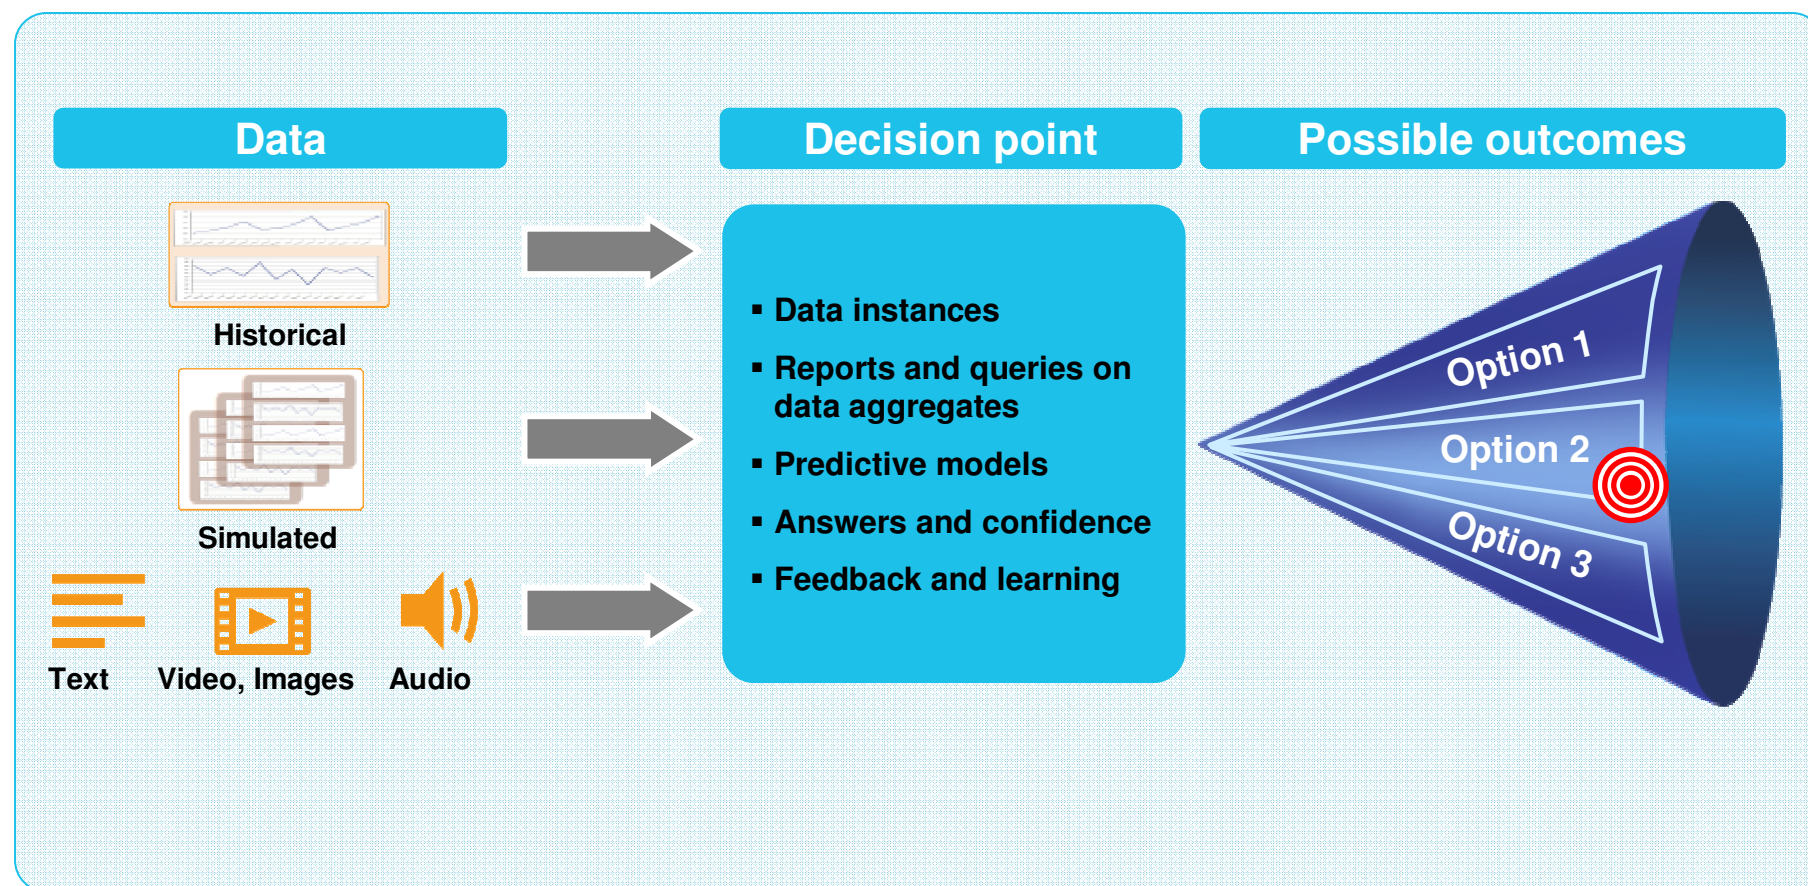 Data
Decision point
Possible outcomes
Historical
Simulated
Text
Video, Images
Audio
▪ Data instances
▪ Reports and queries on
data aggregates
▪ Predictive models
▪ Answers and confidence
▪ Feedback and learning
Option 1
Option 2
Option 3